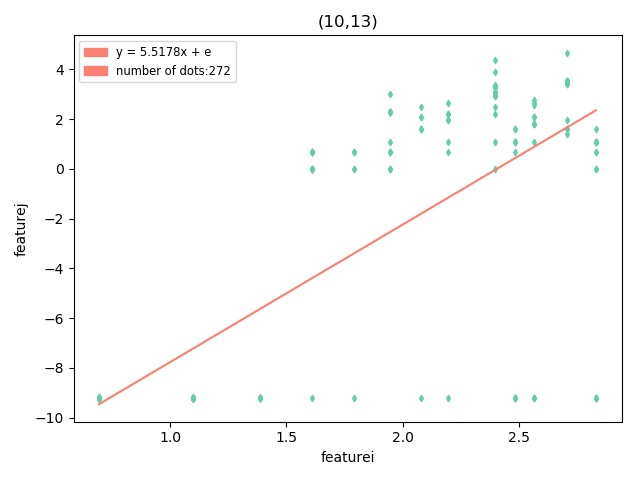 (10,13)
y = 5.5178x + e
number of dots:272
4
2
0
−2
−4
−6
−8
−10
featurej
1.0 1.5 2.0 2.5
featurei